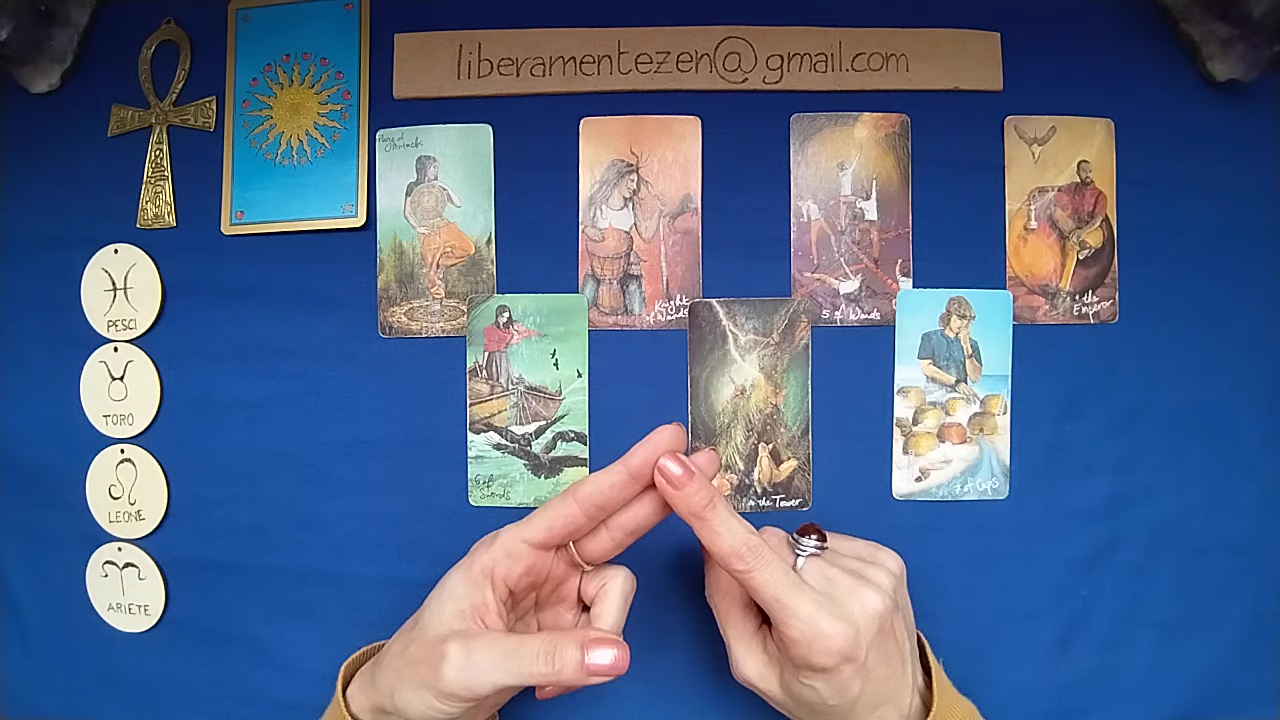 liberamentezen@gmail.com
Page of
Pentacles
Knight
of Wands
5 of Wands
the
Emperor
6 of
Swords
the Tower
7 of Cups
PESCI
TORO
LEONE
ARIETE